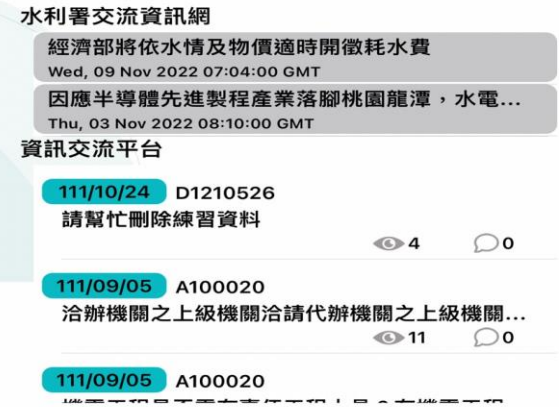 水利署交流資訊網
經濟部將依水情及物價適時開徵耗水費
Wed, 09 Nov 2022 07:04:00 GMT
因應半導體先進製程產業落腳桃園龍潭，水電...
Thu, 03 Nov 2022 08:10:00 GMT
資訊交流平台
111/10/24 D1210526
請幫忙刪除練習資料
4 0
111/09/05 A100020
洽辦機關之上級機關洽請代辦機關之上級機關...
11 0
111/09/05 A100020